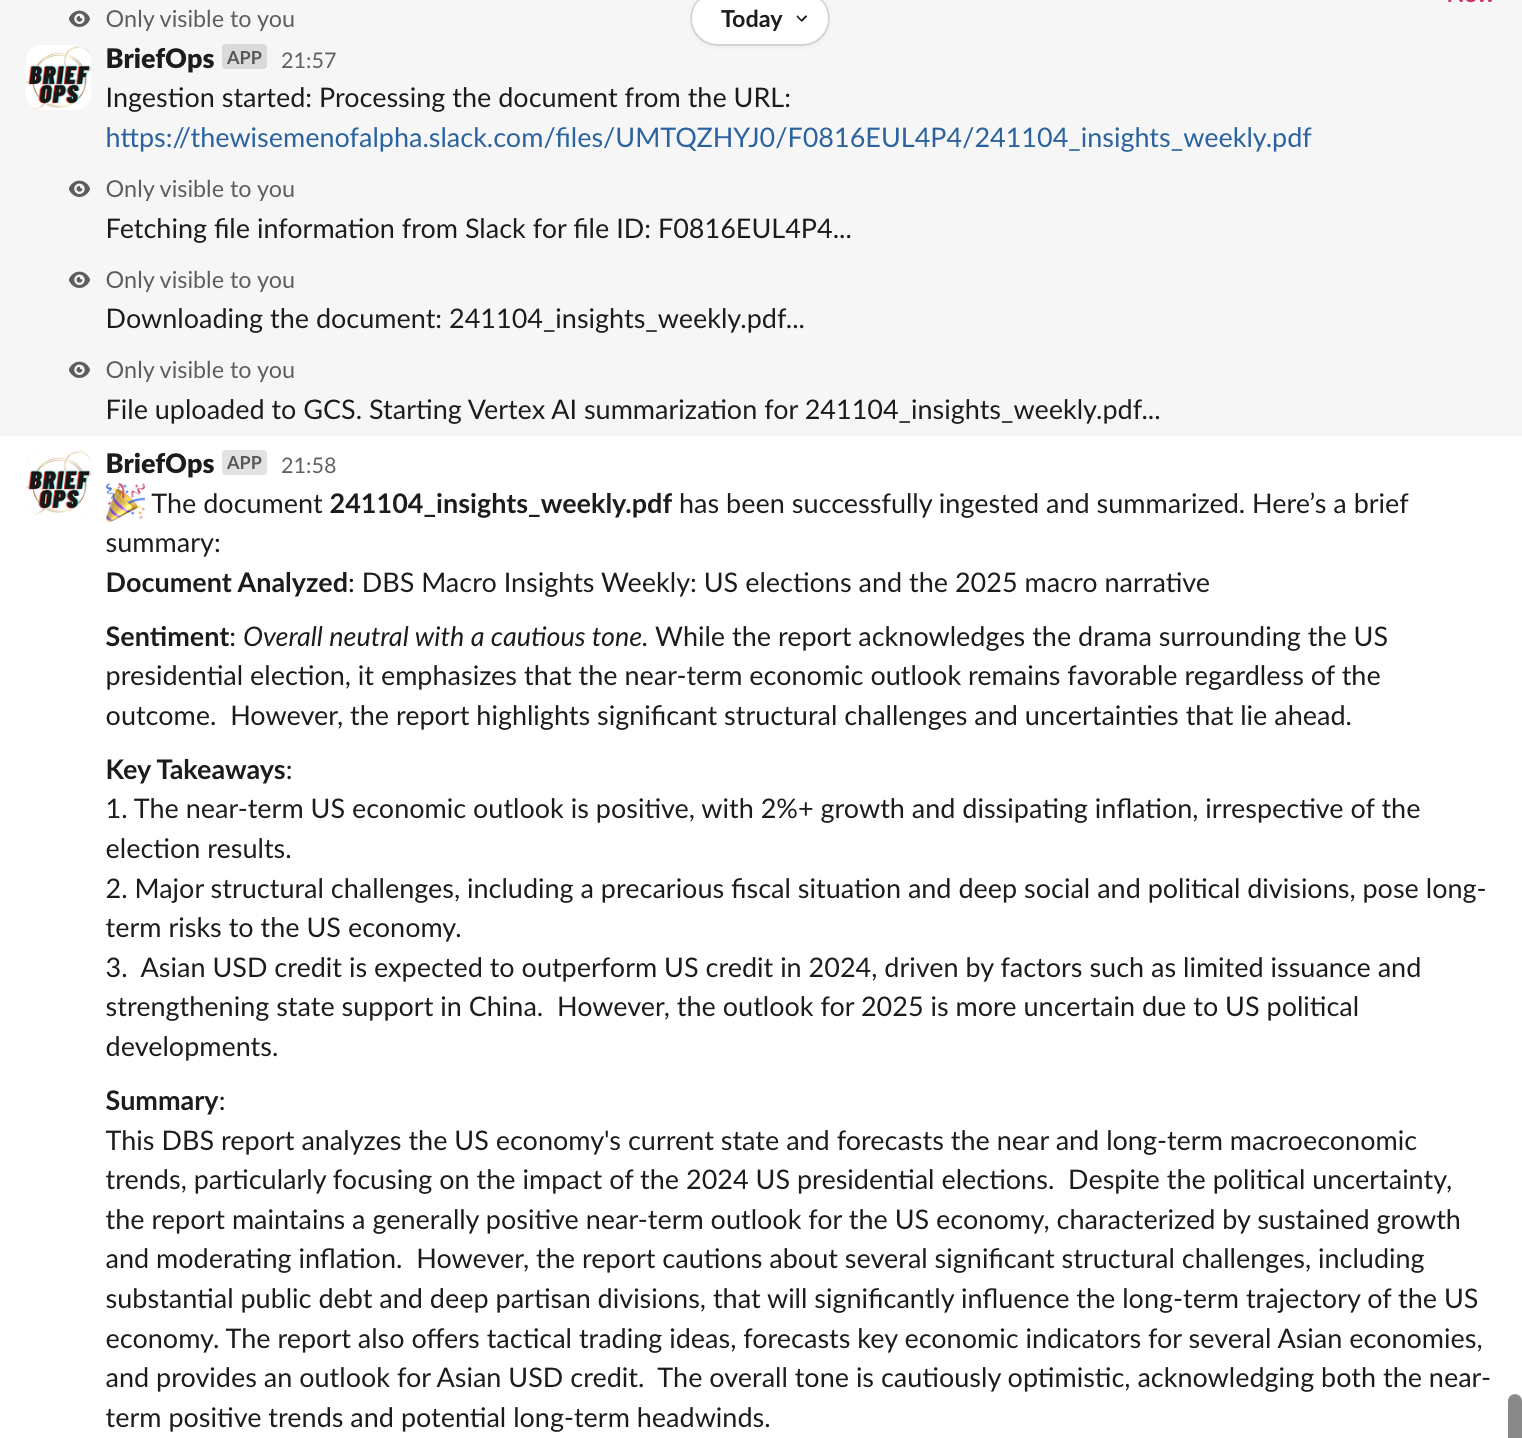 Only visible to you
Today
BRIEF OPS
BriefOps APP 21:57
Ingestion started: Processing the document from the URL:
https://thewisemenofalpha.slack.com/files/UMTQZHYJ0/F0816EUL4P4/241104_insights_weekly.pdf
Only visible to you
Fetching file information from Slack for file ID: F0816EUL4P4...
Only visible to you
Downloading the document: 241104_insights_weekly.pdf...
Only visible to you
File uploaded to GCS. Starting Vertex AI summarization for 241104_insights_weekly.pdf...
BRIEF OPS
BriefOps APP 21:58
🎉 The document 241104_insights_weekly.pdf has been successfully ingested and summarized. Here’s a brief
summary:
Document Analyzed: DBS Macro Insights Weekly: US elections and the 2025 macro narrative
Sentiment: Overall neutral with a cautious tone. While the report acknowledges the drama surrounding the US
presidential election, it emphasizes that the near-term economic outlook remains favorable regardless of the
outcome.  However, the report highlights significant structural challenges and uncertainties that lie ahead.
Key Takeaways:
1. The near-term US economic outlook is positive, with 2%+ growth and dissipating inflation, irrespective of the
election results.
2. Major structural challenges, including a precarious fiscal situation and deep social and political divisions, pose long-
term risks to the US economy.
3.  Asian USD credit is expected to outperform US credit in 2024, driven by factors such as limited issuance and
strengthening state support in China.  However, the outlook for 2025 is more uncertain due to US political
developments.
Summary:
This DBS report analyzes the US economy's current state and forecasts the near and long-term macroeconomic
trends, particularly focusing on the impact of the 2024 US presidential elections.  Despite the political uncertainty,
the report maintains a generally positive near-term outlook for the US economy, characterized by sustained growth
and moderating inflation.  However, the report cautions about several significant structural challenges, including
substantial public debt and deep partisan divisions, that will significantly influence the long-term trajectory of the US
economy. The report also offers tactical trading ideas, forecasts key economic indicators for several Asian economies,
and provides an outlook for Asian USD credit.  The overall tone is cautiously optimistic, acknowledging both the near-
term positive trends and potential long-term headwinds.